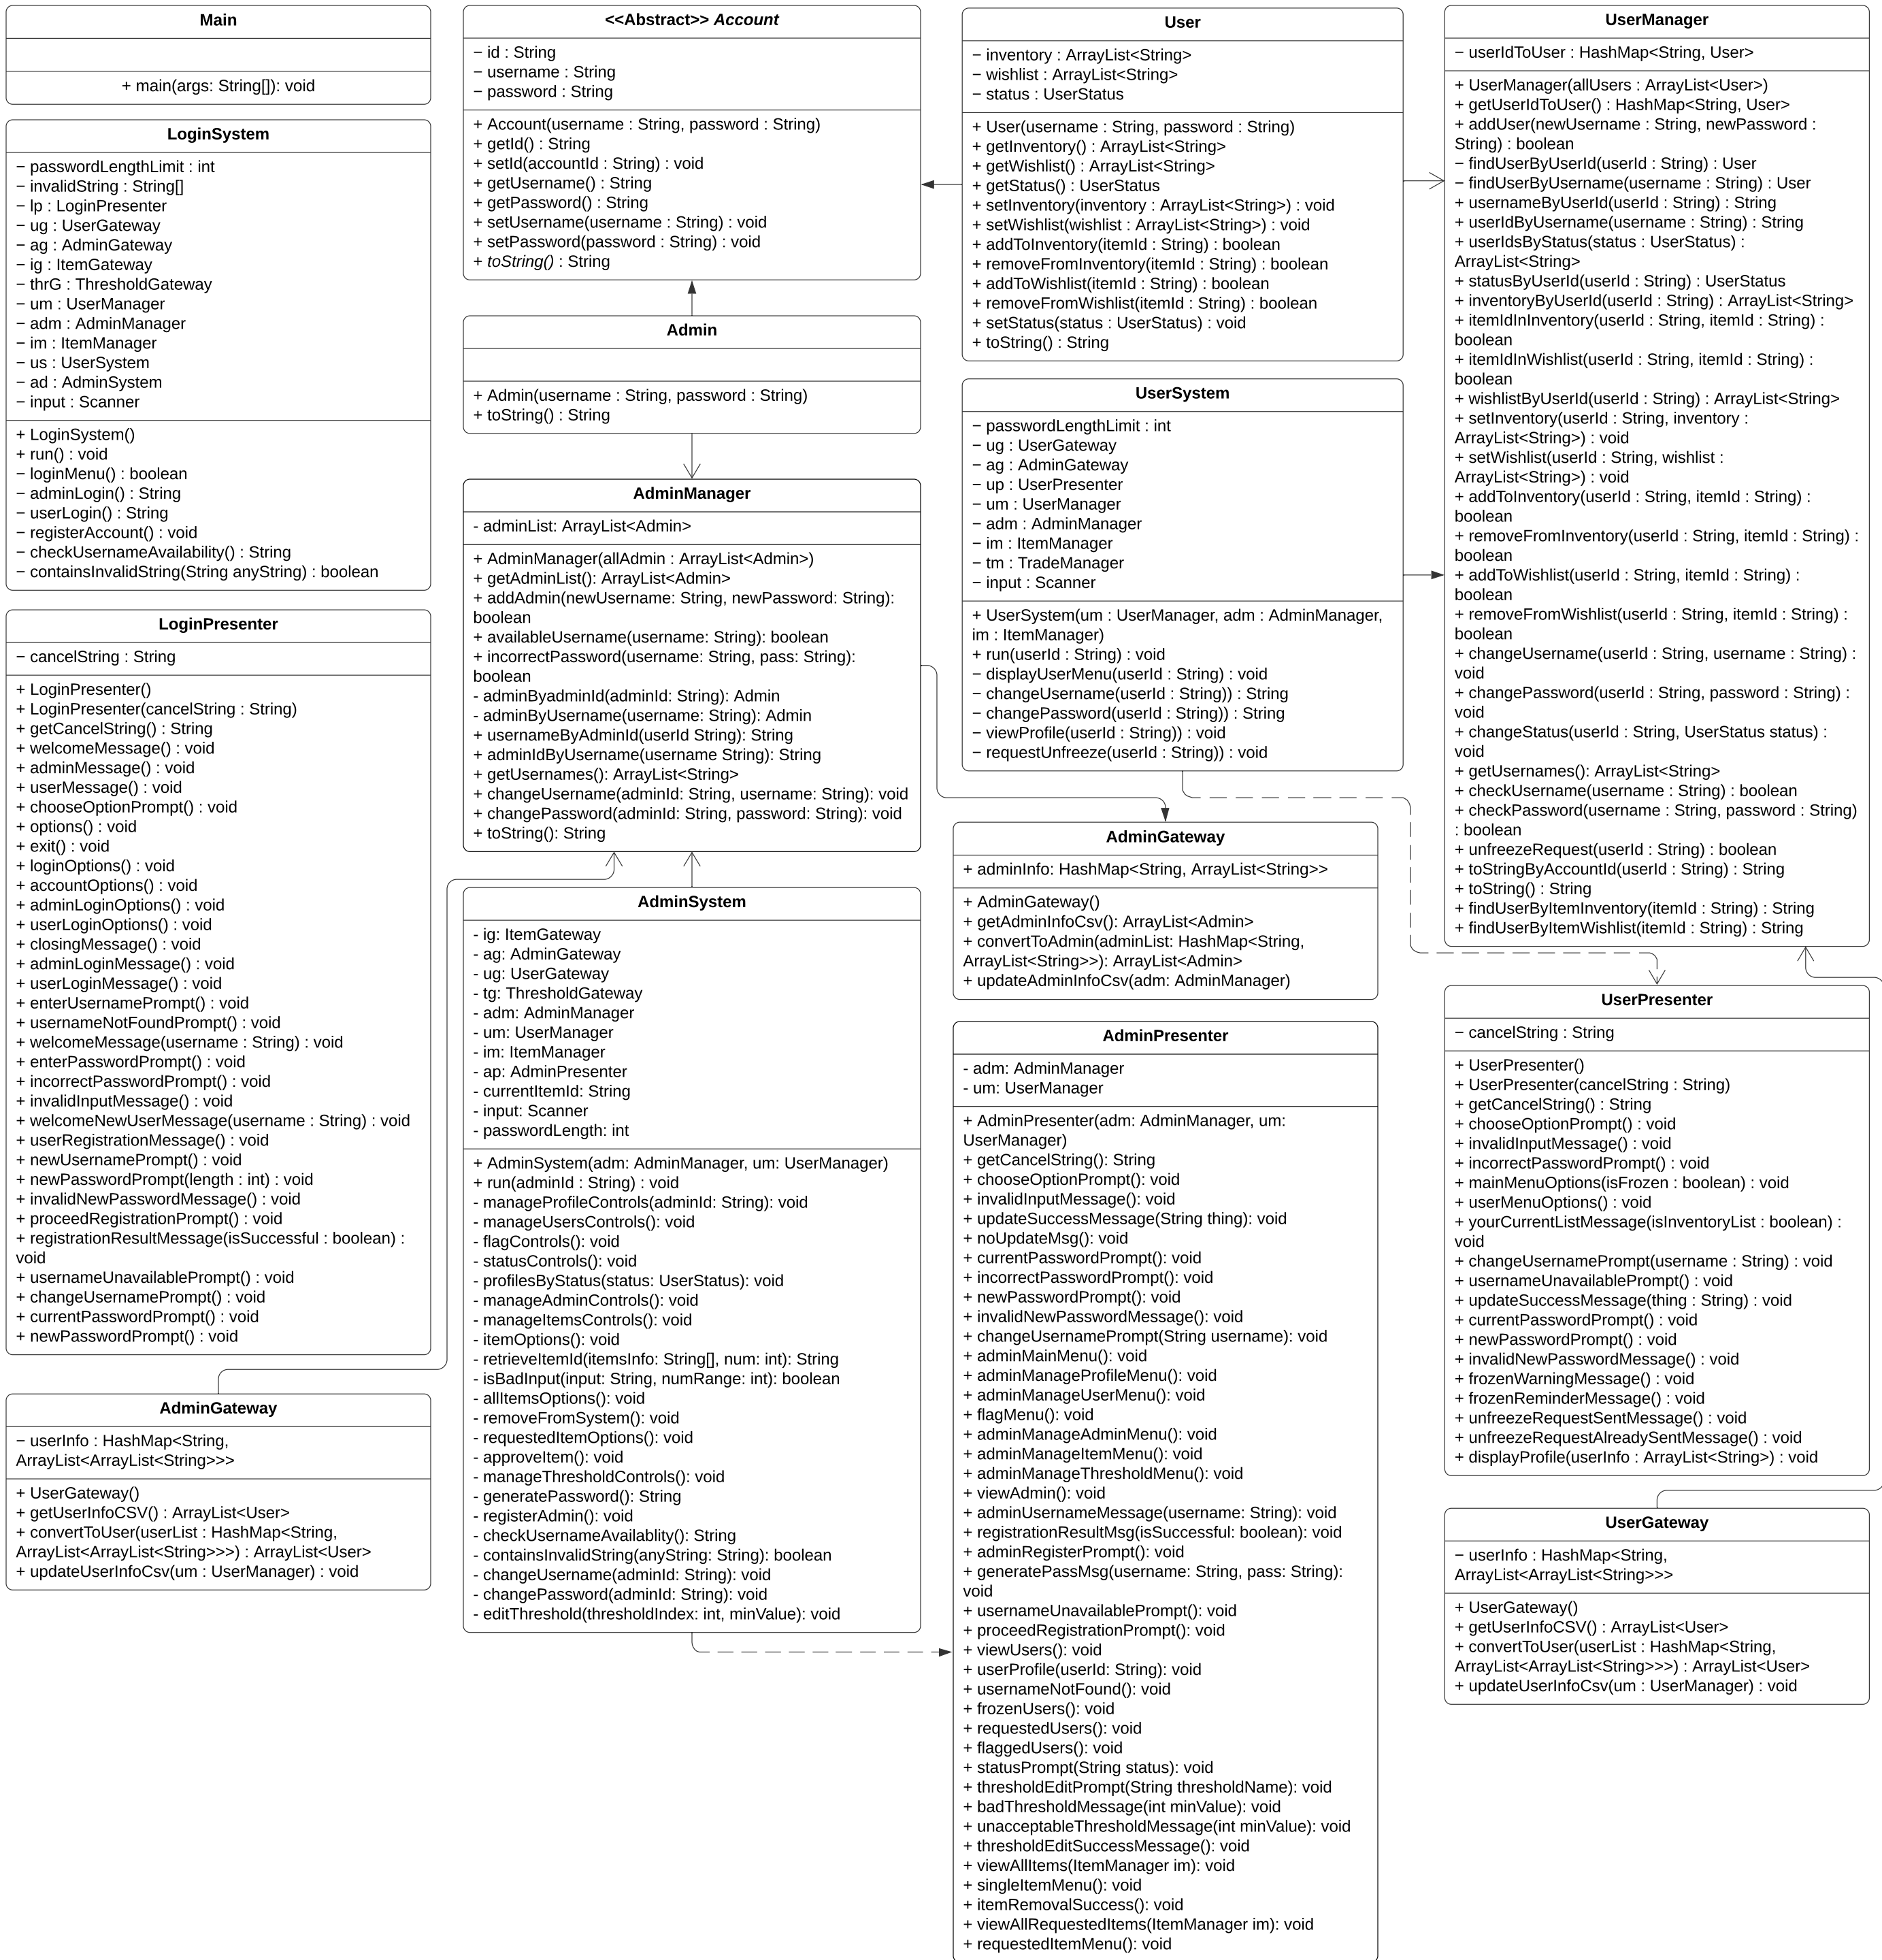 Main
+ main(args: String[]): void
LoginSystem
− passwordLengthLimit : int
− invalidString : String[]
− lp : LoginPresenter
− ug : UserGateway
− ag : AdminGateway
− ig : ItemGateway
− thrG : ThresholdGateway
− um : UserManager
− adm : AdminManager
− im : ItemManager
− us : UserSystem
− ad : AdminSystem
− input : Scanner
+ LoginSystem()
+ run() : void
− loginMenu() : boolean
− adminLogin() : String
− userLogin() : String
− registerAccount() : void
− checkUsernameAvailability() : String
− containsInvalidString(String anyString) : boolean
LoginPresenter
− cancelString : String
+ LoginPresenter()
+ LoginPresenter(cancelString : String)
+ getCancelString() : String
+ welcomeMessage() : void
+ adminMessage() : void
+ userMessage() : void
+ chooseOptionPrompt() : void
+ options() : void
+ exit() : void
+ loginOptions() : void
+ accountOptions() : void
+ adminLoginOptions() : void
+ userLoginOptions() : void
+ closingMessage() : void
+ adminLoginMessage() : void
+ userLoginMessage() : void
+ enterUsernamePrompt() : void
+ usernameNotFoundPrompt() : void
+ welcomeMessage(username : String) : void
+ enterPasswordPrompt() : void
+ incorrectPasswordPrompt() : void
+ invalidInputMessage() : void
+ welcomeNewUserMessage(username : String) : void
+ userRegistrationMessage() : void
+ newUsernamePrompt() : void
+ newPasswordPrompt(length : int) : void
+ invalidNewPasswordMessage() : void
+ proceedRegistrationPrompt() : void
+ registrationResultMessage(isSuccessful : boolean) :
void
+ usernameUnavailablePrompt() : void
+ changeUsernamePrompt() : void
+ currentPasswordPrompt() : void
+ newPasswordPrompt() : void
AdminGateway
− userInfo : HashMap<String,
ArrayList<ArrayList<String>>>
+ UserGateway()
+ getUserInfoCSV() : ArrayList<User>
+ convertToUser(userList : HashMap<String,
ArrayList<ArrayList<String>>>) : ArrayList<User>
+ updateUserInfoCsv(um : UserManager) : void
<<Abstract>> Account
− id : String
− username : String
− password : String
+ Account(username : String, password : String)
+ getId() : String
+ setId(accountId : String) : void
+ getUsername() : String
+ getPassword() : String
+ setUsername(username : String) : void
+ setPassword(password : String) : void
+ toString() : String
Admin
+ Admin(username : String, password : String)
+ toString() : String
AdminManager
- adminList: ArrayList<Admin>
+ AdminManager(allAdmin : ArrayList<Admin>)
+ getAdminList(): ArrayList<Admin>
+ addAdmin(newUsername: String, newPassword: String):
boolean
+ availableUsername(username: String): boolean
+ incorrectPassword(username: String, pass: String):
boolean
- adminByadminId(adminId: String): Admin
- adminByUsername(username: String): Admin
+ usernameByAdminId(userId String): String
+ adminIdByUsername(username String): String
+ getUsernames(): ArrayList<String>
+ changeUsername(adminId: String, username: String): void
+ changePassword(adminId: String, password: String): void
+ toString(): String
AdminSystem
- ig: ItemGateway
- ag: AdminGateway
- ug: UserGateway
- tg: ThresholdGateway
- adm: AdminManager
- um: UserManager
- im: ItemManager
- ap: AdminPresenter
- currentItemId: String
- input: Scanner
- passwordLength: int
+ AdminSystem(adm: AdminManager, um: UserManager)
+ run(adminId : String) : void
- manageProfileControls(adminId: String): void
- manageUsersControls(): void
- flagControls(): void
- statusControls(): void
- profilesByStatus(status: UserStatus): void
- manageAdminControls(): void
- manageItemsControls(): void
- itemOptions(): void
- retrieveItemId(itemsInfo: String[], num: int): String
- isBadInput(input: String, numRange: int): boolean
- allItemsOptions(): void
- removeFromSystem(): void
- requestedItemOptions(): void
- approveItem(): void
- manageThresholdControls(): void
- generatePassword(): String
- registerAdmin(): void
- checkUsernameAvailablity(): String
- containsInvalidString(anyString: String): boolean
- changeUsername(adminId: String): void
- changePassword(adminId: String): void
- editThreshold(thresholdIndex: int, minValue): void
User
− inventory : ArrayList<String>
− wishlist : ArrayList<String>
− status : UserStatus
+ User(username : String, password : String)
+ getInventory() : ArrayList<String>
+ getWishlist() : ArrayList<String>
+ getStatus() : UserStatus
+ setInventory(inventory : ArrayList<String>) : void
+ setWishlist(wishlist : ArrayList<String>) : void
+ addToInventory(itemId : String) : boolean
+ removeFromInventory(itemId : String) : boolean
+ addToWishlist(itemId : String) : boolean
+ removeFromWishlist(itemId : String) : boolean
+ setStatus(status : UserStatus) : void
+ toString() : String
UserSystem
− passwordLengthLimit : int
− ug : UserGateway
− ag : AdminGateway
− up : UserPresenter
− um : UserManager
− adm : AdminManager
− im : ItemManager
− tm : TradeManager
− input : Scanner
+ UserSystem(um : UserManager, adm : AdminManager,
im : ItemManager)
+ run(userId : String) : void
− displayUserMenu(userId : String) : void
− changeUsername(userId : String)) : String
− changePassword(userId : String)) : String
− viewProfile(userId : String)) : void
− requestUnfreeze(userId : String)) : void
AdminGateway
+ adminInfo: HashMap<String, ArrayList<String>>
+ AdminGateway()
+ getAdminInfoCsv(): ArrayList<Admin>
+ convertToAdmin(adminList: HashMap<String,
ArrayList<String>>): ArrayList<Admin>
+ updateAdminInfoCsv(adm: AdminManager)
AdminPresenter
- adm: AdminManager
- um: UserManager
+ AdminPresenter(adm: AdminManager, um:
UserManager)
+ getCancelString(): String
+ chooseOptionPrompt(): void
+ invalidInputMessage(): void
+ updateSuccessMessage(String thing): void
+ noUpdateMsg(): void
+ currentPasswordPrompt(): void
+ incorrectPasswordPrompt(): void
+ newPasswordPrompt(): void
+ invalidNewPasswordMessage(): void
+ changeUsernamePrompt(String username): void
+ adminMainMenu(): void
+ adminManageProfileMenu(): void
+ adminManageUserMenu(): void
+ flagMenu(): void
+ adminManageAdminMenu(): void
+ adminManageItemMenu(): void
+ adminManageThresholdMenu(): void
+ viewAdmin(): void
+ adminUsernameMessage(username: String): void
+ registrationResultMsg(isSuccessful: boolean): void
+ adminRegisterPrompt(): void
+ generatePassMsg(username: String, pass: String):
void
+ usernameUnavailablePrompt(): void
+ proceedRegistrationPrompt(): void
+ viewUsers(): void
+ userProfile(userId: String): void
+ usernameNotFound(): void
+ frozenUsers(): void
+ requestedUsers(): void
+ flaggedUsers(): void
+ statusPrompt(String status): void
+ thresholdEditPrompt(String thresholdName): void
+ badThresholdMessage(int minValue): void
+ unacceptableThresholdMessage(int minValue): void
+ thresholdEditSuccessMessage(): void
+ viewAllItems(ItemManager im): void
+ singleItemMenu(): void
+ itemRemovalSuccess(): void
+ viewAllRequestedItems(ItemManager im): void
+ requestedItemMenu(): void
UserManager
− userIdToUser : HashMap<String, User>
+ UserManager(allUsers : ArrayList<User>)
+ getUserIdToUser() : HashMap<String, User>
+ addUser(newUsername : String, newPassword :
String) : boolean
− findUserByUserId(userId : String) : User
− findUserByUsername(username : String) : User
+ usernameByUserId(userId : String) : String
+ userIdByUsername(username : String) : String
+ userIdsByStatus(status : UserStatus) :
ArrayList<String>
+ statusByUserId(userId : String) : UserStatus
+ inventoryByUserId(userId : String) : ArrayList<String>
+ itemIdInInventory(userId : String, itemId : String) :
boolean
+ itemIdInWishlist(userId : String, itemId : String) :
boolean
+ wishlistByUserId(userId : String) : ArrayList<String>
+ setInventory(userId : String, inventory :
ArrayList<String>) : void
+ setWishlist(userId : String, wishlist :
ArrayList<String>) : void
+ addToInventory(userId : String, itemId : String) :
boolean
+ removeFromInventory(userId : String, itemId : String) :
boolean
+ addToWishlist(userId : String, itemId : String) :
boolean
+ removeFromWishlist(userId : String, itemId : String) :
boolean
+ changeUsername(userId : String, username : String) :
void
+ changePassword(userId : String, password : String) :
void
+ changeStatus(userId : String, UserStatus status) :
void
+ getUsernames(): ArrayList<String>
+ checkUsername(username : String) : boolean
+ checkPassword(username : String, password : String)
: boolean
+ unfreezeRequest(userId : String) : boolean
+ toStringByAccountId(userId : String) : String
+ toString() : String
+ findUserByItemInventory(itemId : String) : String
+ findUserByItemWishlist(itemId : String) : String
UserPresenter
− cancelString : String
+ UserPresenter()
+ UserPresenter(cancelString : String)
+ getCancelString() : String
+ chooseOptionPrompt() : void
+ invalidInputMessage() : void
+ incorrectPasswordPrompt() : void
+ mainMenuOptions(isFrozen : boolean) : void
+ userMenuOptions() : void
+ yourCurrentListMessage(isInventoryList : boolean) :
void
+ changeUsernamePrompt(username : String) : void
+ usernameUnavailablePrompt() : void
+ updateSuccessMessage(thing : String) : void
+ currentPasswordPrompt() : void
+ newPasswordPrompt() : void
+ invalidNewPasswordMessage() : void
+ frozenWarningMessage() : void
+ frozenReminderMessage() : void
+ unfreezeRequestSentMessage() : void
+ unfreezeRequestAlreadySentMessage() : void
+ displayProfile(userInfo : ArrayList<String>) : void
UserGateway
− userInfo : HashMap<String,
ArrayList<ArrayList<String>>>
+ UserGateway()
+ getUserInfoCSV() : ArrayList<User>
+ convertToUser(userList : HashMap<String,
ArrayList<ArrayList<String>>>) : ArrayList<User>
+ updateUserInfoCsv(um : UserManager) : void